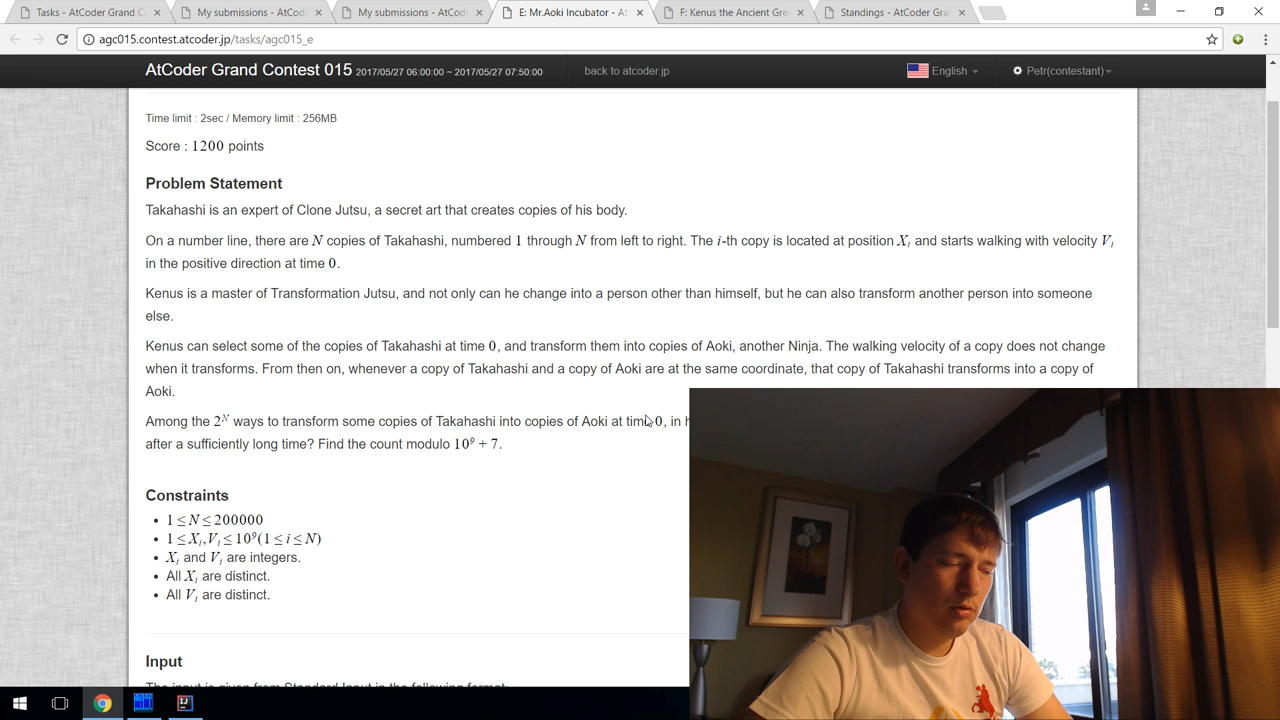 Tasks - AtCoder Grand C
My submissions - AtCod
My submissions - AtCod
E: Mr.Aoki Incubator - At
F: Kenus the Ancient Gre
Standings - AtCoder Gra
agc015.contest.atcoder.jp/tasks/agc015_e
AtCoder Grand Contest 015 2017/05/27 06:00:00 ~ 2017/05/27 07:50:00 back to atcoder.jp English Petr(contestant)
Time limit : 2sec / Memory limit : 256MB
Score : 1200 points
Problem Statement
Takahashi is an expert of Clone Jutsu, a secret art that creates copies of his body.
On a number line, there are N copies of Takahashi, numbered 1 through N from left to right. The i-th copy is located at position Xi and starts walking with velocity Vi
in the positive direction at time 0.
Kenus is a master of Transformation Jutsu, and not only can he change into a person other than himself, but he can also transform another person into someone
else.
Kenus can select some of the copies of Takahashi at time 0, and transform them into copies of Aoki, another Ninja. The walking velocity of a copy does not change
when it transforms. From then on, whenever a copy of Takahashi and a copy of Aoki are at the same coordinate, that copy of Takahashi transforms into a copy of
Aoki.
Among the 2^N ways to transform some copies of Takahashi into copies of Aoki at time 0, in
after a sufficiently long time? Find the count modulo 10^9 + 7.
Constraints
• 1 ≤ N ≤ 200000
• 1 ≤ Xi, Vi ≤ 10^9(1 ≤ i ≤ N)
• Xi and Vi are integers.
• All Xi are distinct.
• All Vi are distinct.
Input